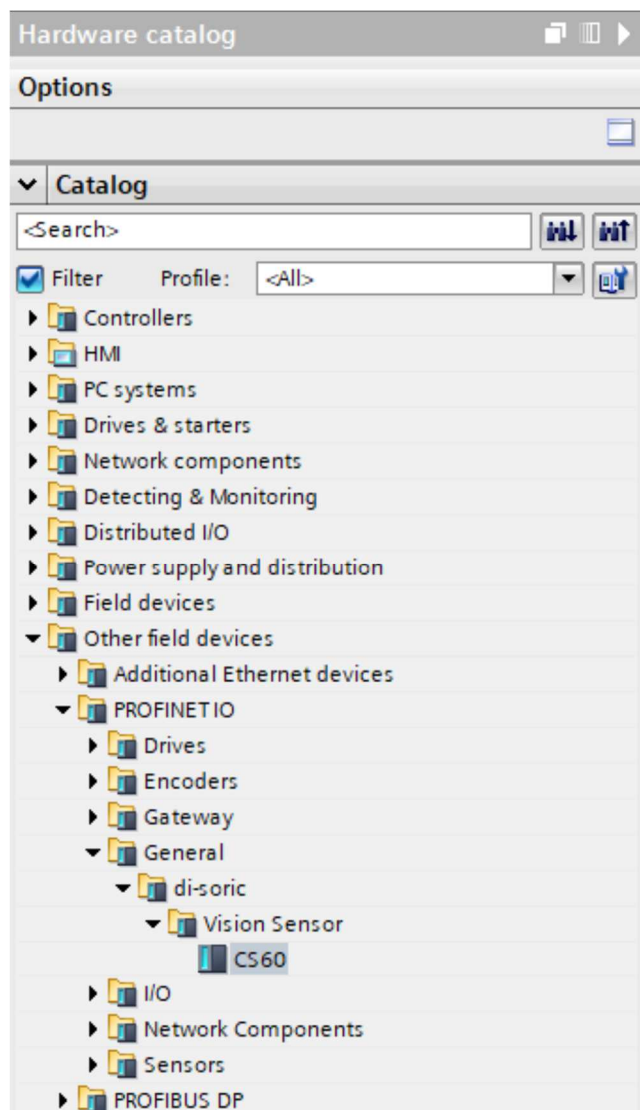 Hardware catalog
Options
Catalog
<Search>
Filter Profile: <All>
Controllers
HMI
PC systems
Drives & starters
Network components
Detecting & Monitoring
Distributed I/O
Power supply and distribution
Field devices
Other field devices
Additional Ethernet devices
PROFINET IO
Drives
Encoders
Gateway
General
di-soric
Vision Sensor
CS60
I/O
Network Components
Sensors
PROFIBUS DP